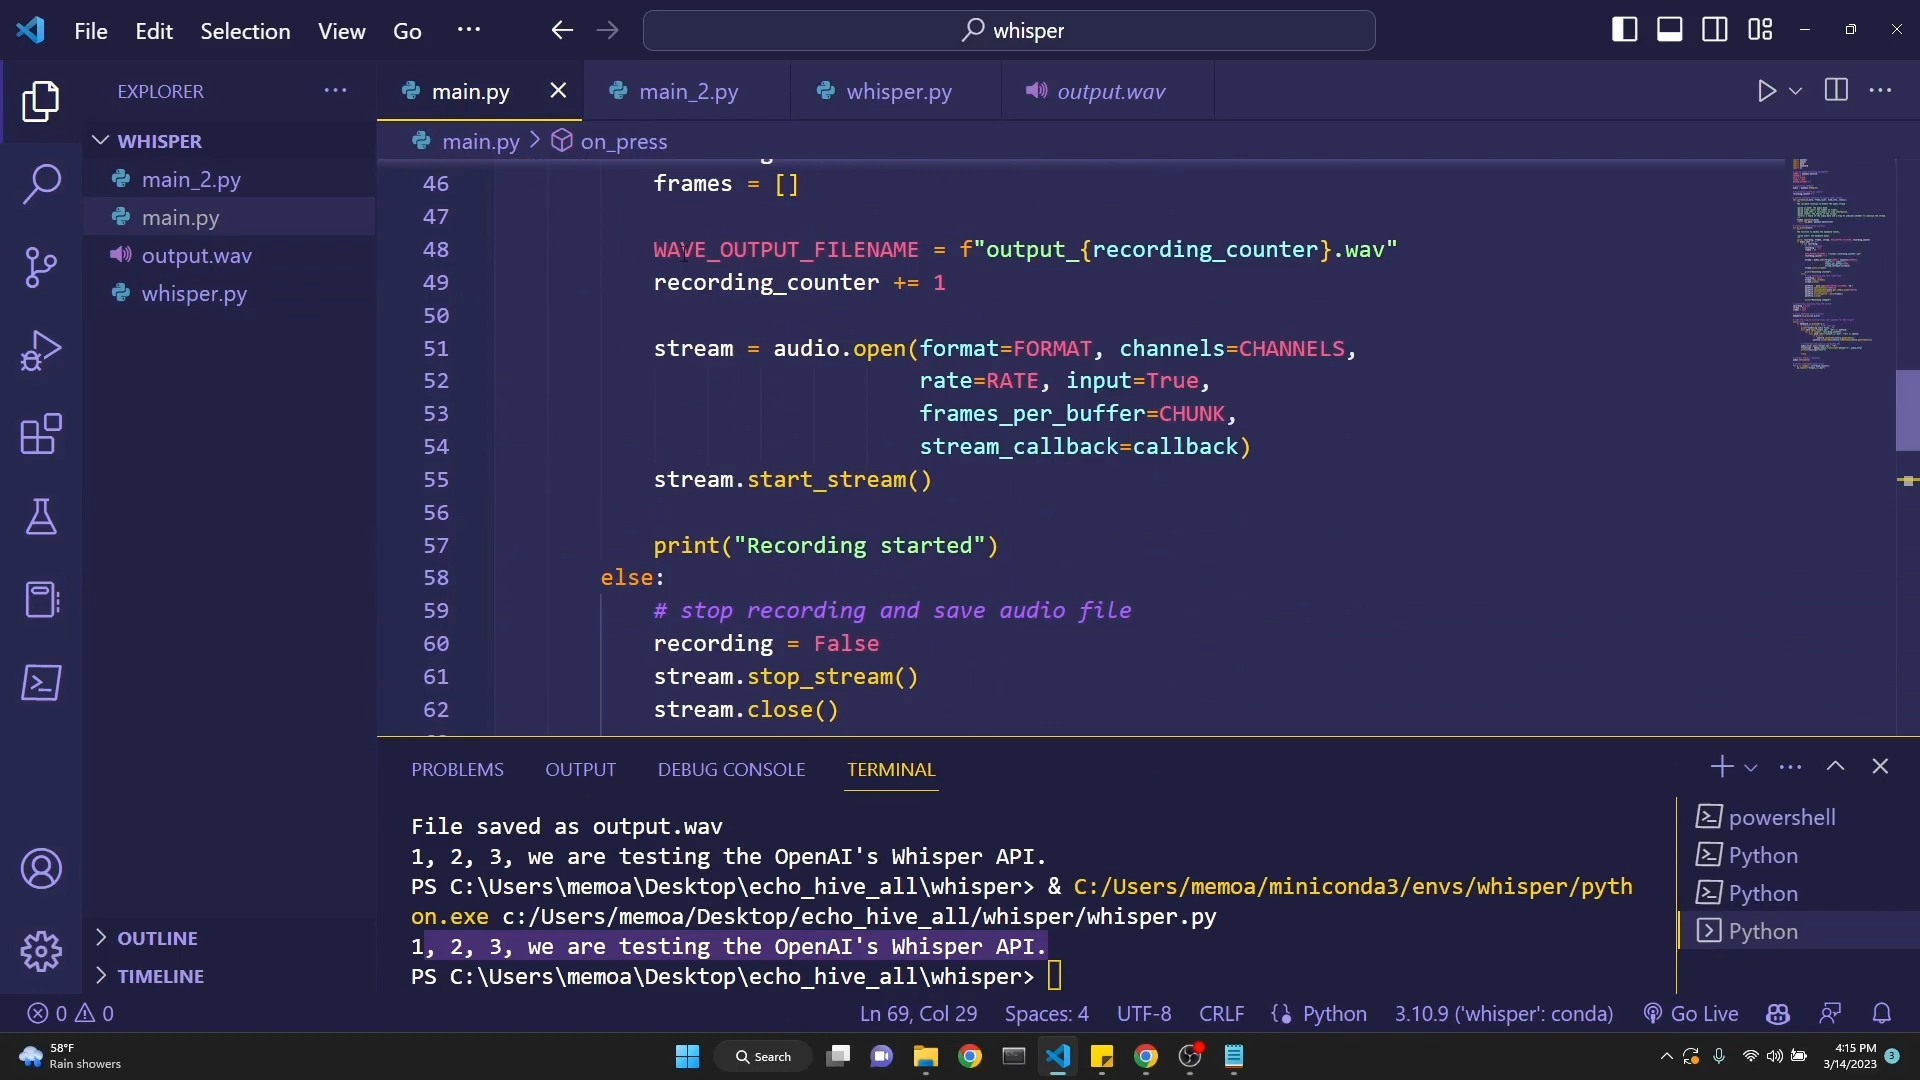 File Edit Selection View Go ··· whisper
EXPLORER ···
main.py main_2.py whisper.py output.wav
WHISPER
main.py > on_press
main_2.py
main.py
output.wav
whisper.py
46 frames = []
47
48 WAVE_OUTPUT_FILENAME = f"output_{recording_counter}.wav"
49 recording_counter += 1
50
51 stream = audio.open(format=FORMAT, channels=CHANNELS,
52 rate=RATE, input=True,
53 frames_per_buffer=CHUNK,
54 stream_callback=callback)
55 stream.start_stream()
56
57 print("Recording started")
58 else:
59 # stop recording and save audio file
60 recording = False
61 stream.stop_stream()
62 stream.close()
PROBLEMS OUTPUT DEBUG CONSOLE TERMINAL
File saved as output.wav
1, 2, 3, we are testing the OpenAI's Whisper API.
PS C:\Users\memoa\Desktop\echo_hive_all\whisper> & C:/Users/memoa/miniconda3/envs/whisper/pyth
on.exe c:/Users/memoa/Desktop/echo_hive_all/whisper/whisper.py
1, 2, 3, we are testing the OpenAI's Whisper API.
PS C:\Users\memoa\Desktop\echo_hive_all\whisper>
powershell
Python
Python
Python
OUTLINE
TIMELINE
0 0 Ln 69, Col 29 Spaces: 4 UTF-8 CRLF Python 3.10.9 ('whisper': conda) Go Live
58°F
Rain showers
Search
4:15 PM
3/14/2023
3